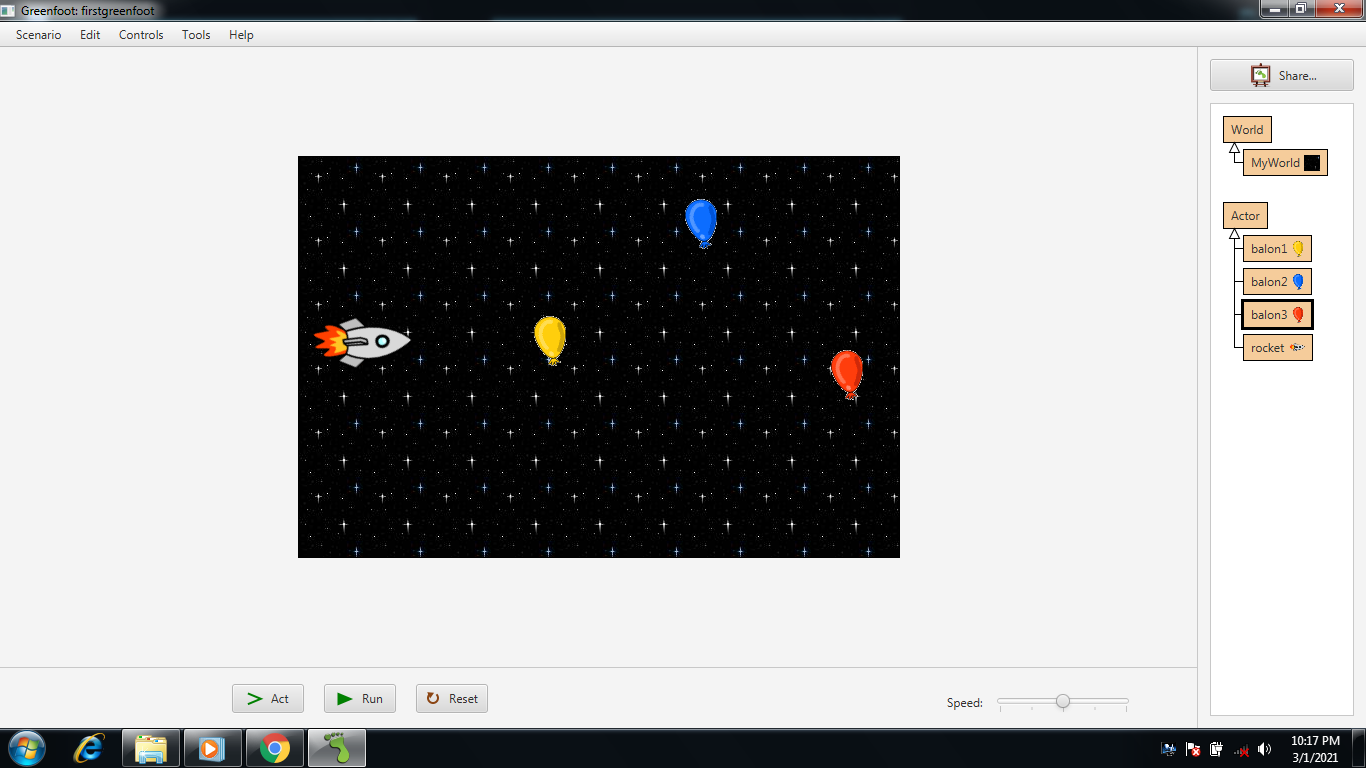 Greenfoot: firstgreenfoot
Scenario Edit Controls Tools Help
Share...
World
MyWorld
Actor
balon1
balon2
balon3
rocket
Act Run Reset Speed:
10:17 PM
3/1/2021